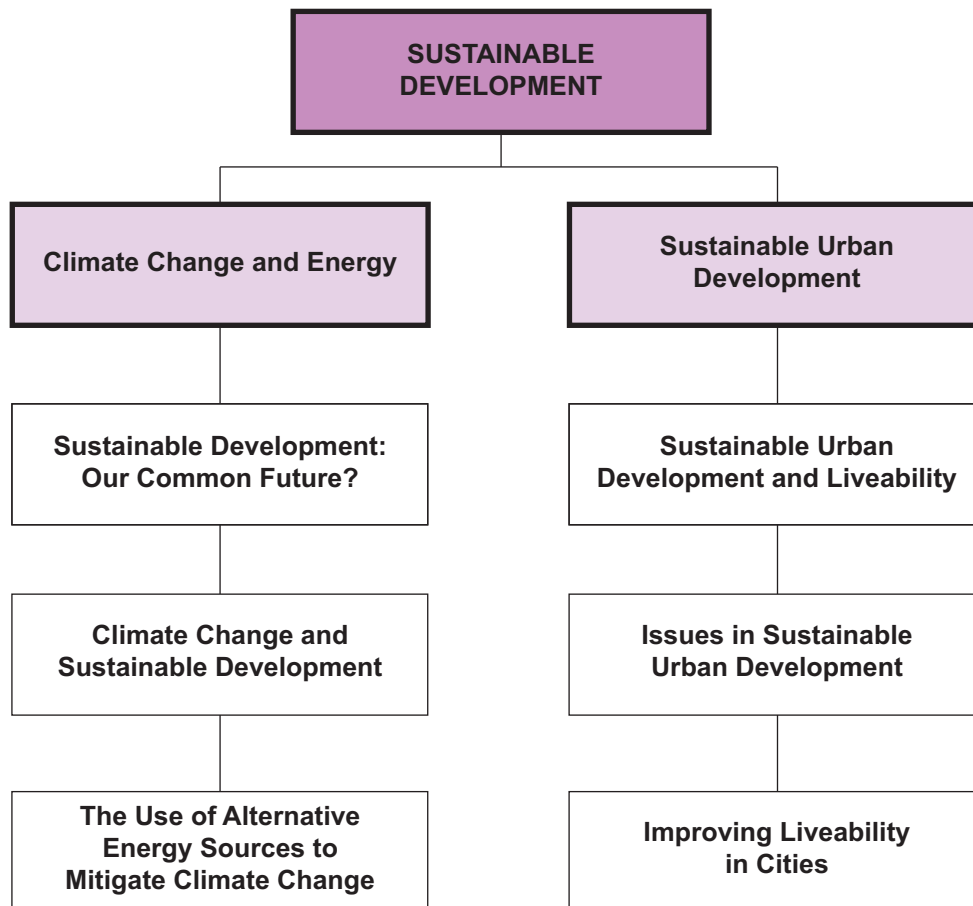 SUSTAINABLE
DEVELOPMENT
Climate Change and Energy
Sustainable Urban
Development
Sustainable Development:
Our Common Future?
Sustainable Urban
Development and Liveability
Climate Change and
Sustainable Development
Issues in Sustainable
Urban Development
The Use of Alternative
Energy Sources to
Mitigate Climate Change
Improving Liveability
in Cities